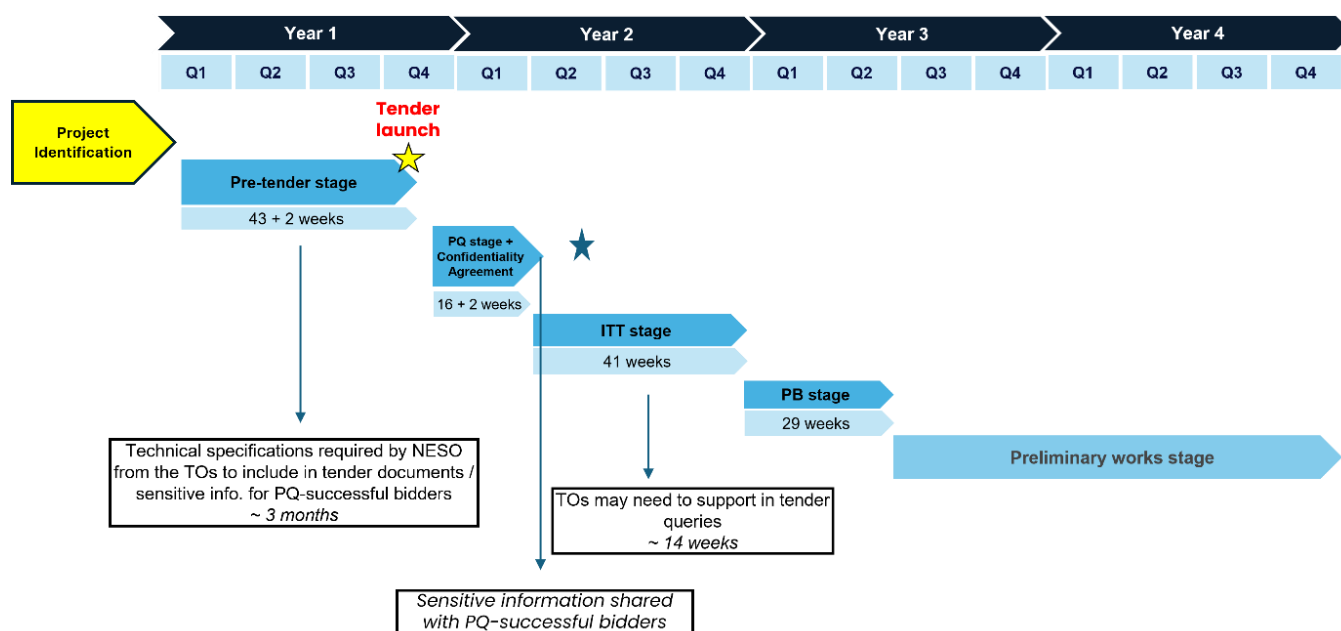 Year 1
Year 2
Year 3
Year 4
Q1
Q2
Q3
Q4
Q1
Q2
Q3
Q4
Q1
Q2
Q3
Q4
Q1
Q2
Q3
Q4
Project
Identification
Tender
launch
Pre-tender stage
43 + 2 weeks
PQ stage +
Confidentiality
Agreement
16 + 2 weeks
ITT stage
41 weeks
PB stage
29 weeks
Preliminary works stage
Technical specifications required by NESO
from the TOs to include in tender documents /
sensitive info. for PQ-successful bidders
~ 3 months
TOs may need to support in tender
queries
~ 14 weeks
Sensitive information shared
with PQ-successful bidders